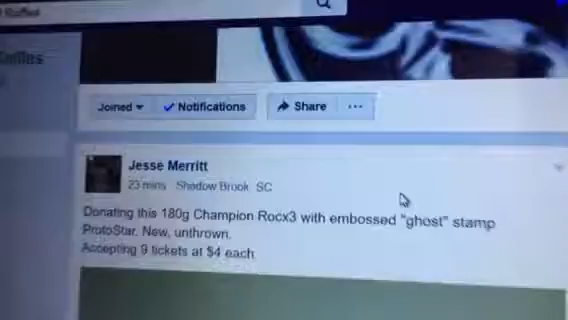 Raffles
Joined
Notifications
Share
Jesse Merritt
23 mins · Shadow Brook, SC
Donating this 180g Champion Rocx3 with embossed "ghost" stamp
ProtoStar. New, unthrown.
Accepting 9 tickets at $4 each